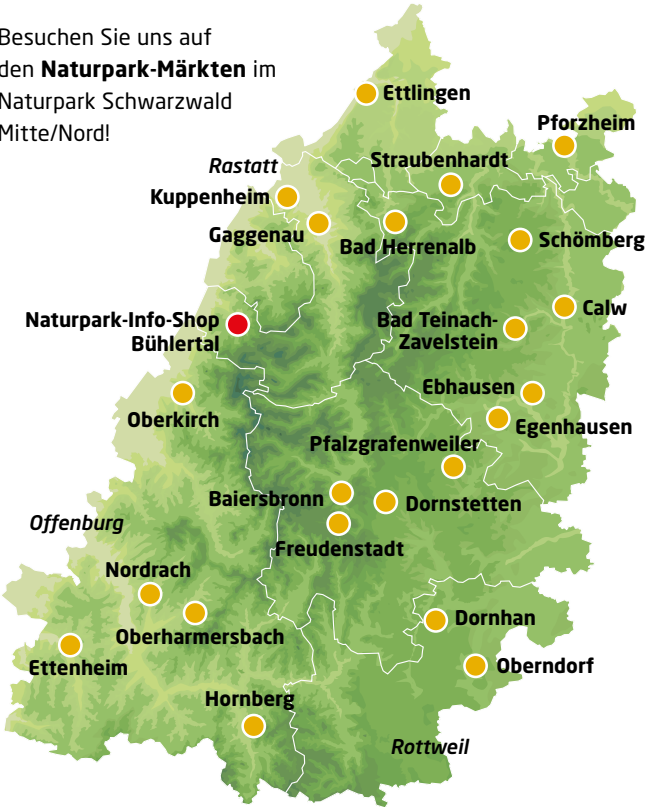 Besuchen Sie uns auf
den Naturpark-Märkten im
Naturpark Schwarzwald
Mitte/Nord!
Ettlingen
Pforzheim
Straubenhardt
Rastatt
Kuppenheim
Gaggenau
Bad Herrenalb
Schömberg
Naturpark-Info-Shop
Bühlertal
Calw
Bad Teinach-
Zavelstein
Ebhausen
Oberkirch
Egenhausen
Pfalzgrafenweiler
Baiersbronn
Dornstetten
Offenburg
Freudenstadt
Nordrach
Oberharmersbach
Dornhan
Ettenheim
Oberndorf
Hornberg
Rottweil